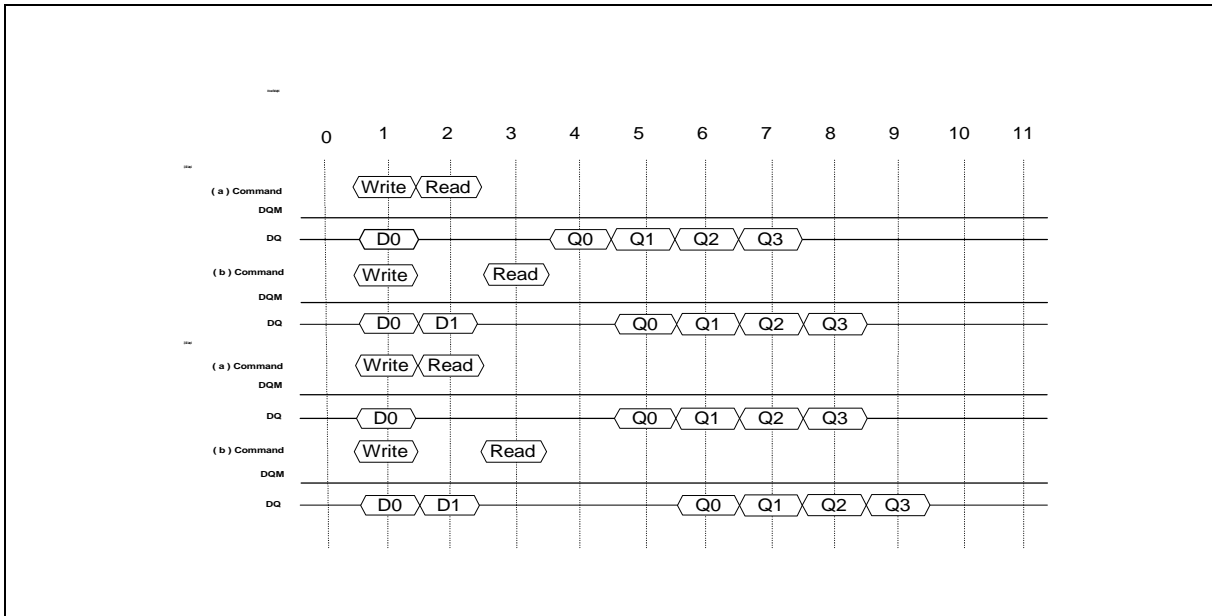 0 1 2 3 4 5 6 7 8 9 10 11
( a ) Command Write Read
DQM
DQ D0 Q0 Q1 Q2 Q3
( b ) Command Write Read
DQM
DQ D0 D1 Q0 Q1 Q2 Q3
( a ) Command Write Read
DQM
DQ D0 Q0 Q1 Q2 Q3
( b ) Command Write Read
DQM
DQ D0 D1 Q0 Q1 Q2 Q3